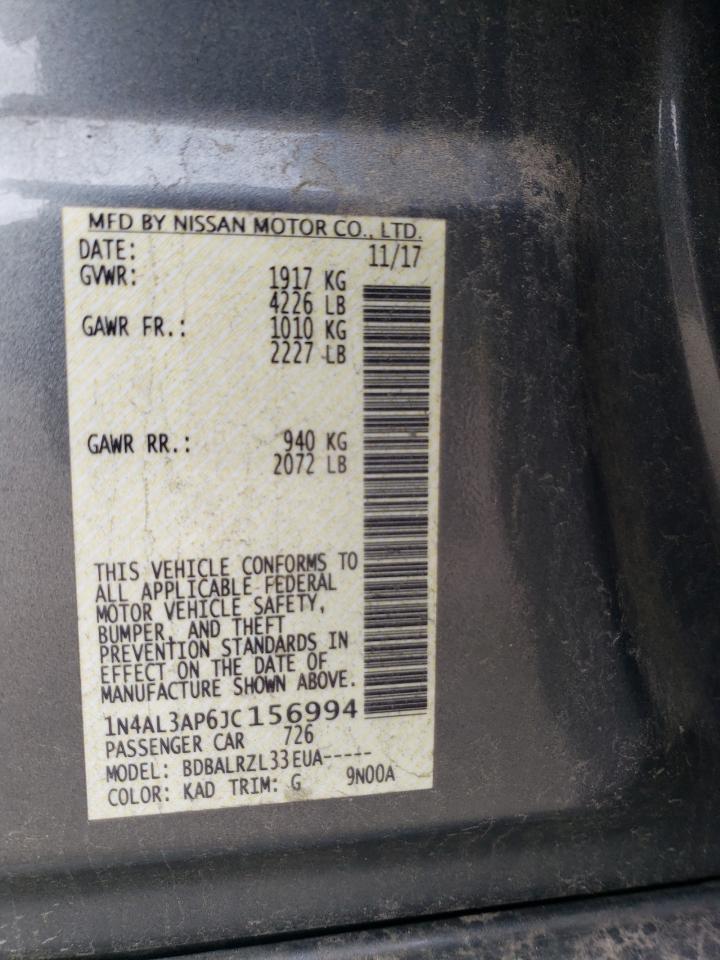 MFD BY NISSAN MOTOR CO., LTD.
DATE: 11/17
GVWR: 1917 KG
4226 LB
GAWR FR.: 1010 KG
2227 LB
GAWR RR.: 940 KG
2072 LB
THIS VEHICLE CONFORMS TO
ALL APPLICABLE FEDERAL
MOTOR VEHICLE SAFETY,
BUMPER, AND THEFT
PREVENTION STANDARDS IN
EFFECT ON THE DATE OF
MANUFACTURE SHOWN ABOVE.
1N4AL3AP6JC156994
PASSENGER CAR 726
MODEL: BDBALRZL33EUA-----
COLOR: KAD TRIM: G 9N00A